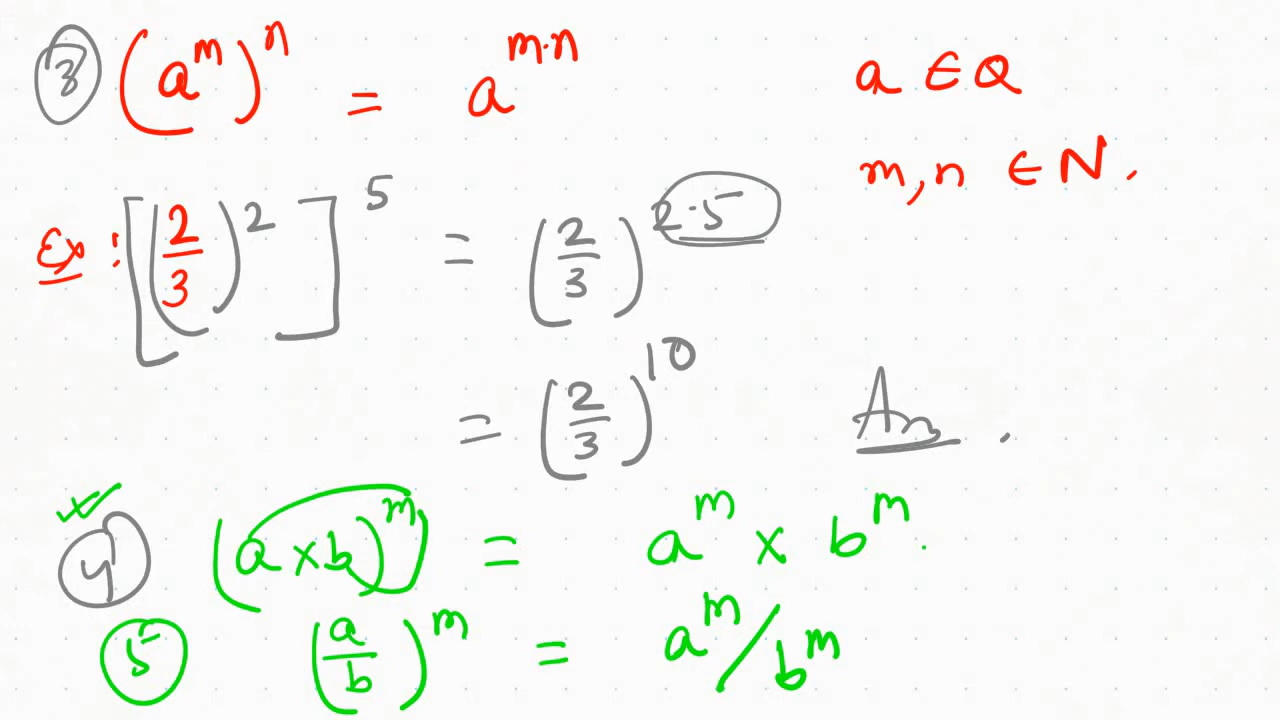 3 (a^m)^n = a^{m·n} a ∈ Q
m, n ∈ N.
Ex : [(2/3)^2]^5 = (2/3)^{2·5}
= (2/3)^{10} Ans.
4 (a × b)^m = a^m × b^m.
5 (a/b)^m = a^m/b^m